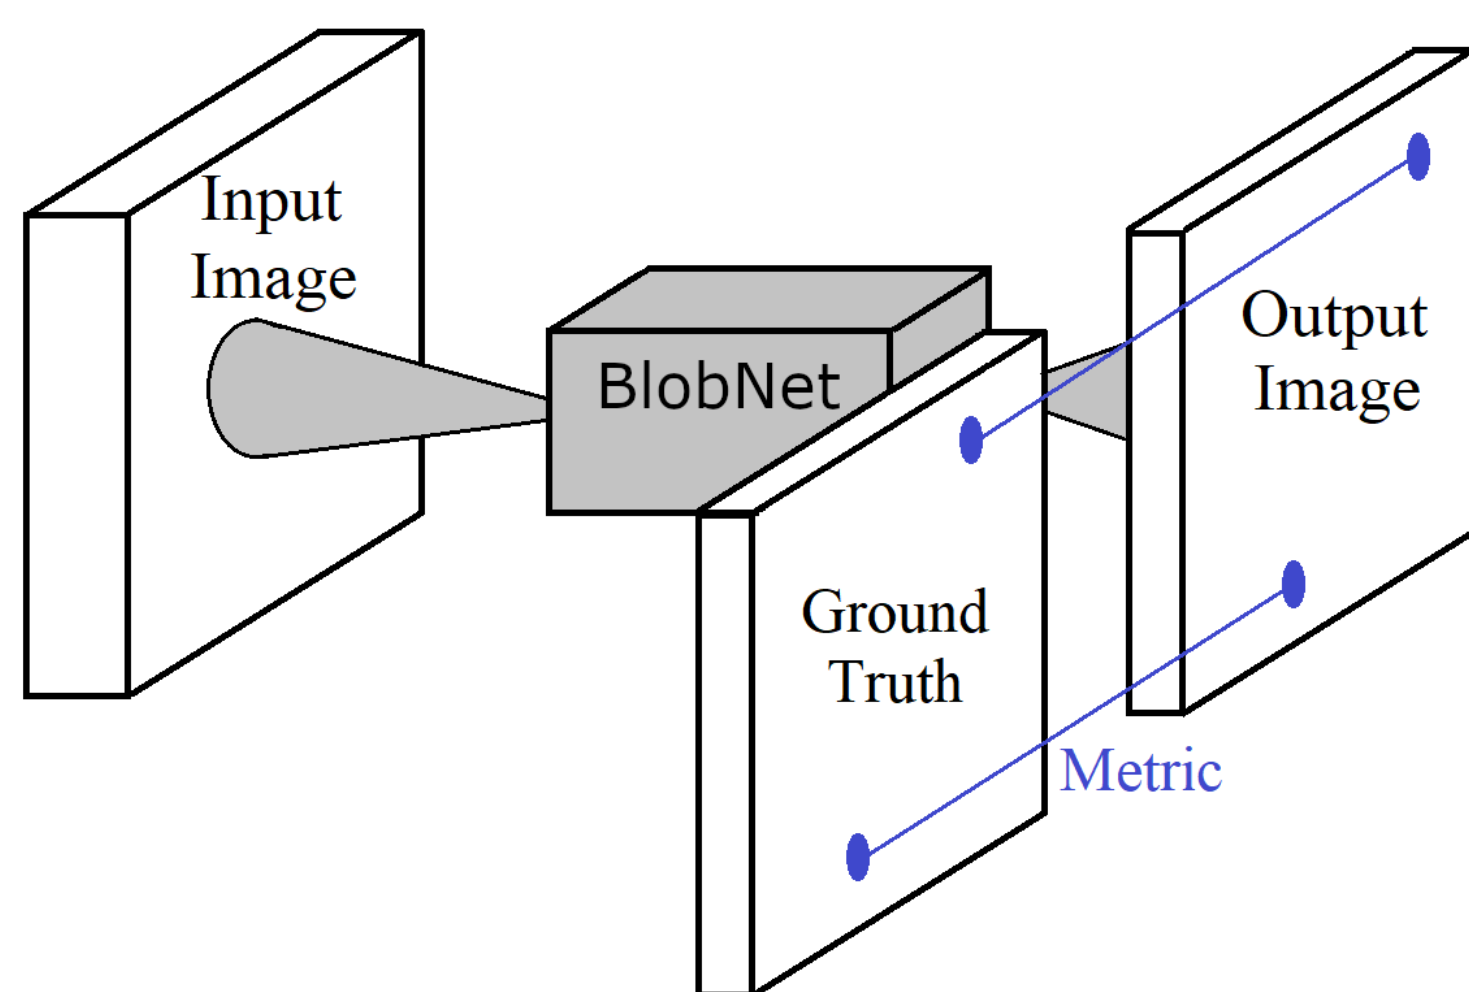 Input
Image
BlobNet
Output
Image
Ground
Truth
Metric